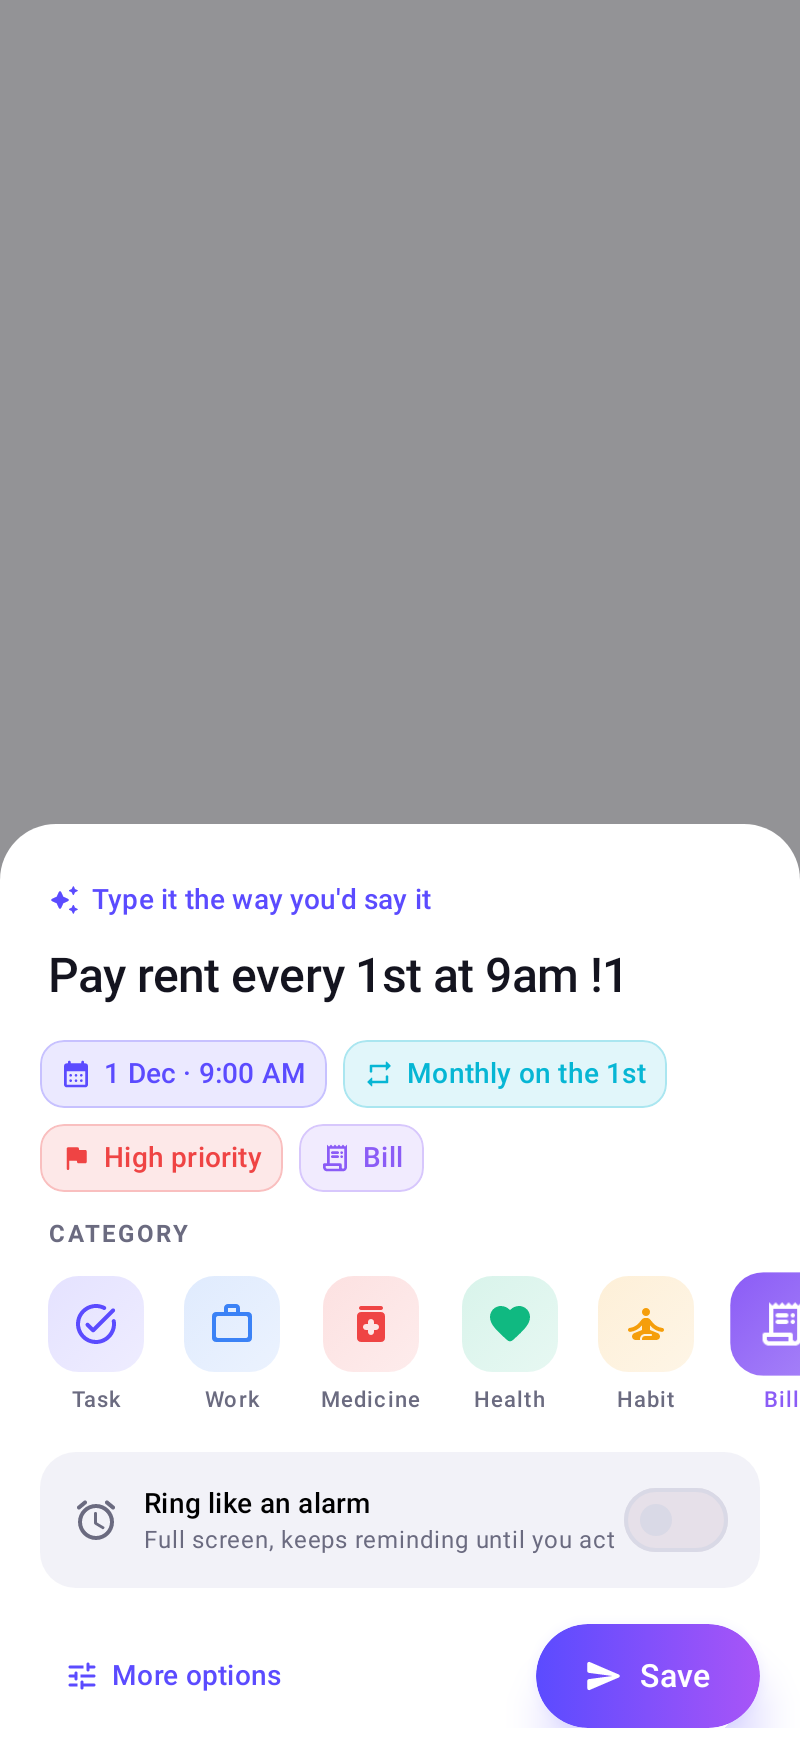 Type it the way you'd say it
Pay rent every 1st at 9am !1
1 Dec · 9:00 AM
Monthly on the 1st
High priority
Bill
CATEGORY
Task
Work
Medicine
Health
Habit
Bill
Ring like an alarm
Full screen, keeps reminding until you act
More options
Save